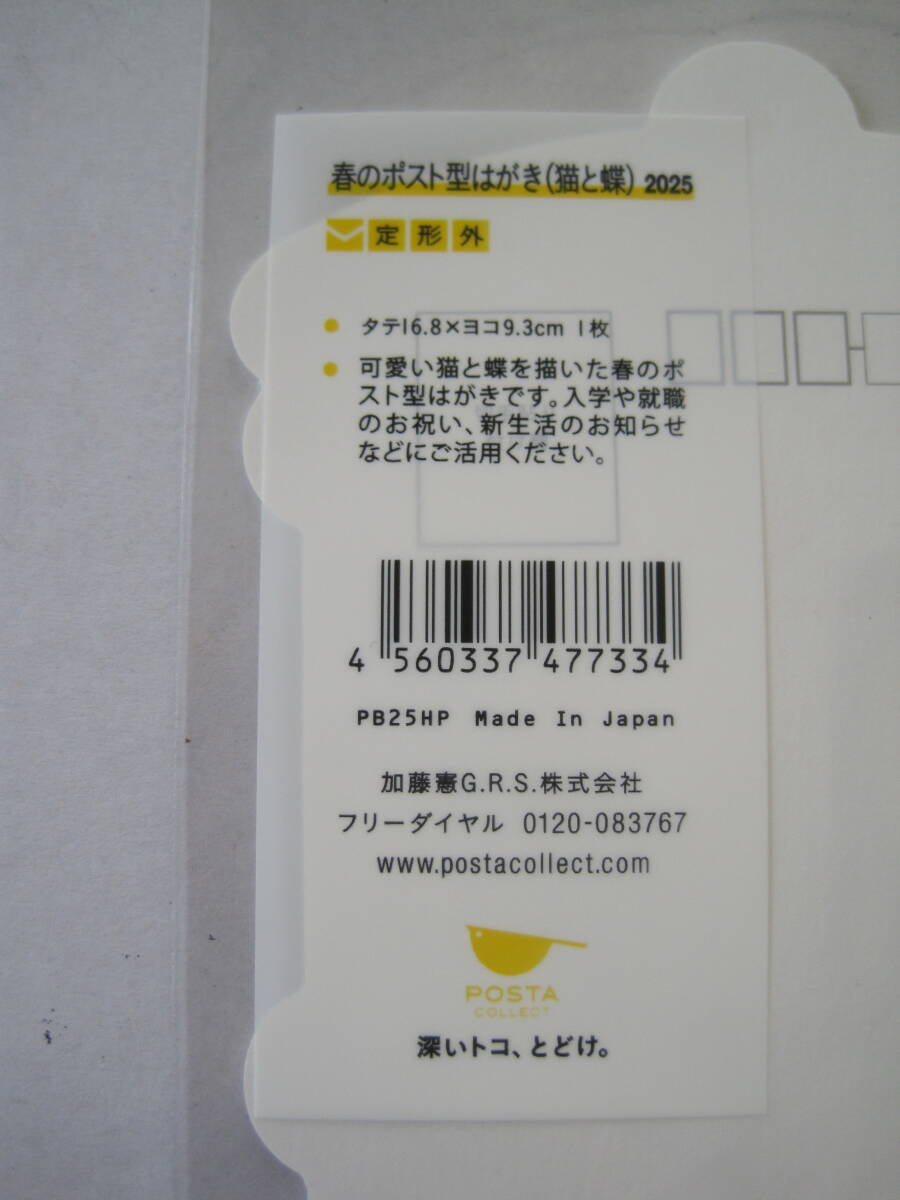 春のポスト型はがき(猫と蝶) 2025
定形外
タテ16.8×ヨコ9.3cm 1枚
可愛い猫と蝶を描いた春のポ
スト型はがきです。入学や就職
のお祝い、新生活のお知らせ
などにご活用ください。
4 560337 477334
PB25HP Made In Japan
加藤憲G.R.S.株式会社
フリーダイヤル 0120-083767
www.postacollect.com
POSTA
COLLECT
深いトコ、とどけ。